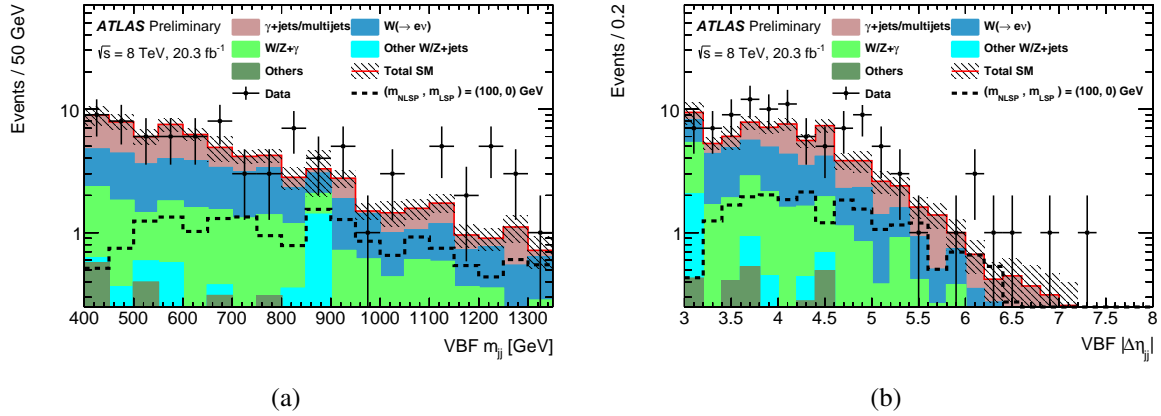 Events / 50 GeV
ATLAS Preliminary
√s = 8 TeV, 20.3 fb⁻¹
γ+jets/multijets
W(→ eν)
W/Z+γ
Other W/Z+jets
Others
Total SM
Data
(m_NLSP, m_LSP) = (100, 0) GeV
10
1
400 500 600 700 800 900 1000 1100 1200 1300
VBF m_jj [GeV]
(a)
Events / 0.2
ATLAS Preliminary
√s = 8 TeV, 20.3 fb⁻¹
γ+jets/multijets
W(→ eν)
W/Z+γ
Other W/Z+jets
Others
Total SM
Data
(m_NLSP, m_LSP) = (100, 0) GeV
10
1
3 3.5 4 4.5 5 5.5 6 6.5 7 7.5 8
VBF |Δη_jj|
(b)